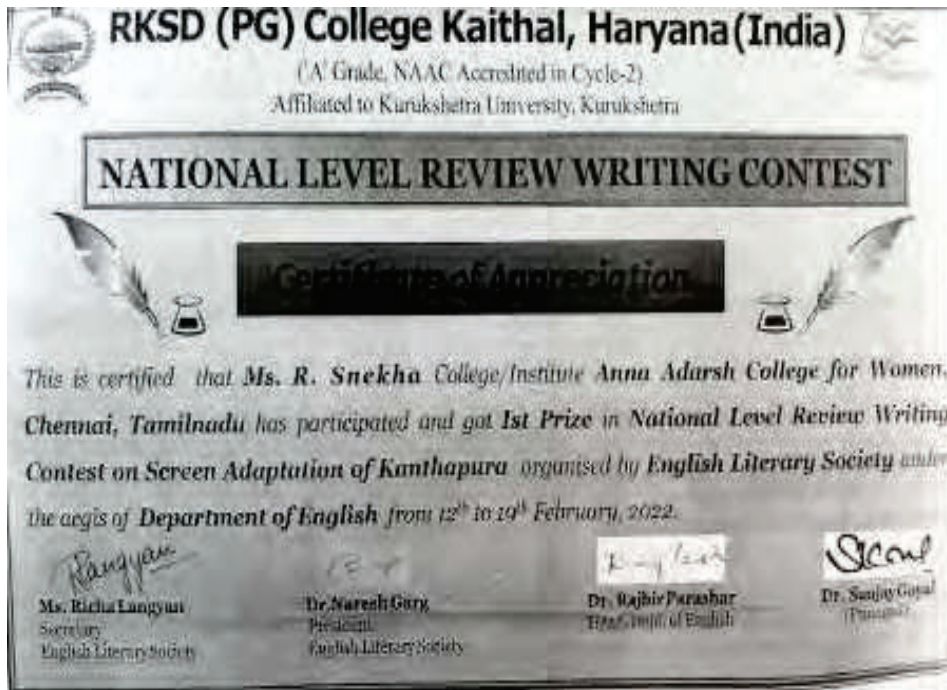 RKSD (PG) College Kaithal, Haryana (India)
('A' Grade, NAAC Accredited in Cycle-2)
Affiliated to Kurukshetra University, Kurukshetra
NATIONAL LEVEL REVIEW WRITING CONTEST
Certificate of Appreciation
This is certified that Ms. R. Snekha College/Institute Anna Adarsh College for Women,
Chennai, Tamilnadu has participated and got 1st Prize in National Level Review Writing
Contest on Screen Adaptation of Kanthapura organised by English Literary Society under
the aegis of Department of English from 12th to 19th February, 2022.
Ms. Richa Langyan Dr. Naresh Garg Dr. Rajbir Parashar Dr. Sanjay Goyal
Secretary President of English (Principal)
English Literary Society English Literary Society